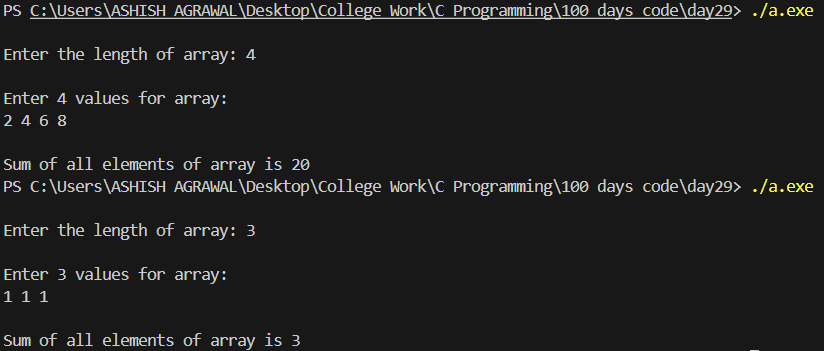 PS C:\Users\ASHISH AGRAWAL\Desktop\College Work\C Programming\100 days code\day29> ./a.exe
Enter the length of array: 4
Enter 4 values for array:
2 4 6 8
Sum of all elements of array is 20
PS C:\Users\ASHISH AGRAWAL\Desktop\College Work\C Programming\100 days code\day29> ./a.exe
Enter the length of array: 3
Enter 3 values for array:
1 1 1
Sum of all elements of array is 3